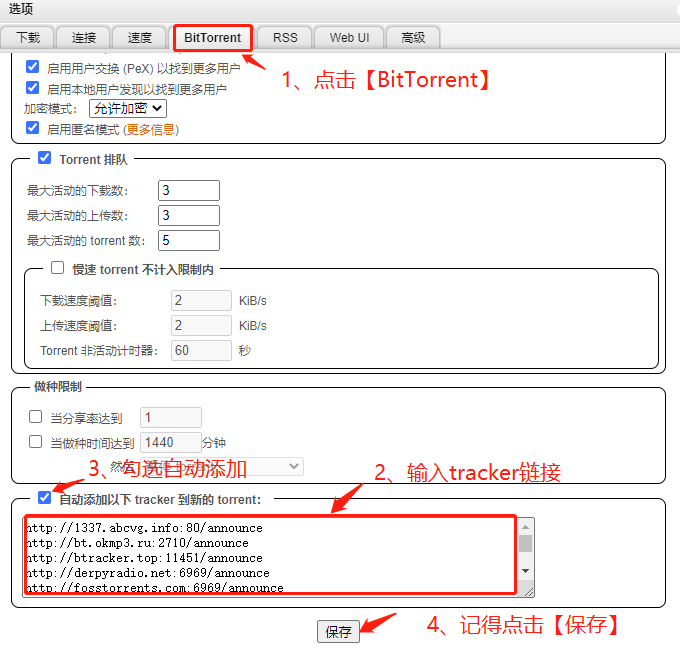 选项
下载 连接 速度 BitTorrent RSS Web UI 高级
启用用户交换 (PeX) 以找到更多用户
1、点击【BitTorrent】
启用本地用户发现以找到更多用户
加密模式： 允许加密
启用匿名模式 (更多信息)
Torrent 排队
最大活动的下载数： 3
最大活动的上传数： 3
最大活动的 torrent 数： 5
慢速 torrent 不计入限制内
下载速度阈值： 2 KiB/s
上传速度阈值： 2 KiB/s
Torrent 非活动计时器： 60 秒
做种限制
当分享率达到 1
当做种时间达到 1440 分钟
然后
3、勾选自动添加
2、输入tracker链接
自动添加以下 tracker 到新的 torrent：
http://1337.abcvg.info:80/announce
http://bt.okmp3.ru:2710/announce
http://btracker.top:11451/announce
http://derpyradio.net:6969/announce
http://fosstorrents.com:6969/announce
保存
4、记得点击【保存】